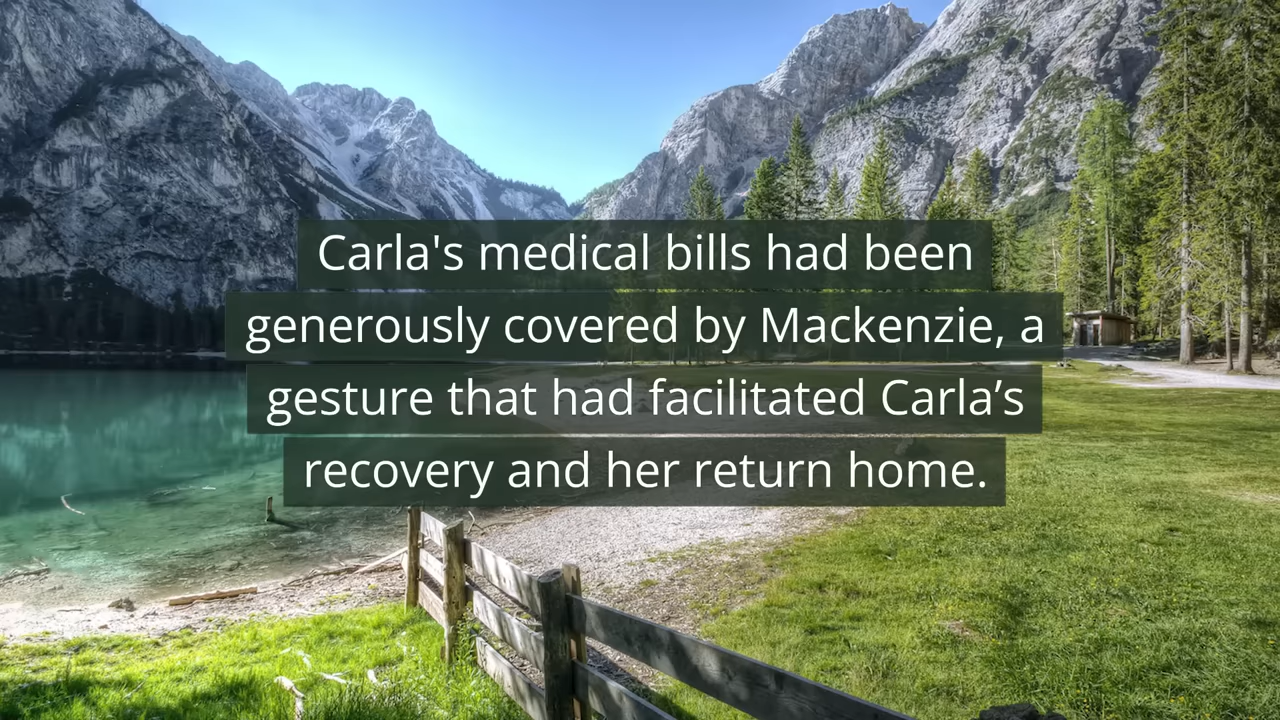 Carla's medical bills had been
generously covered by Mackenzie, a
gesture that had facilitated Carla’s
recovery and her return home.